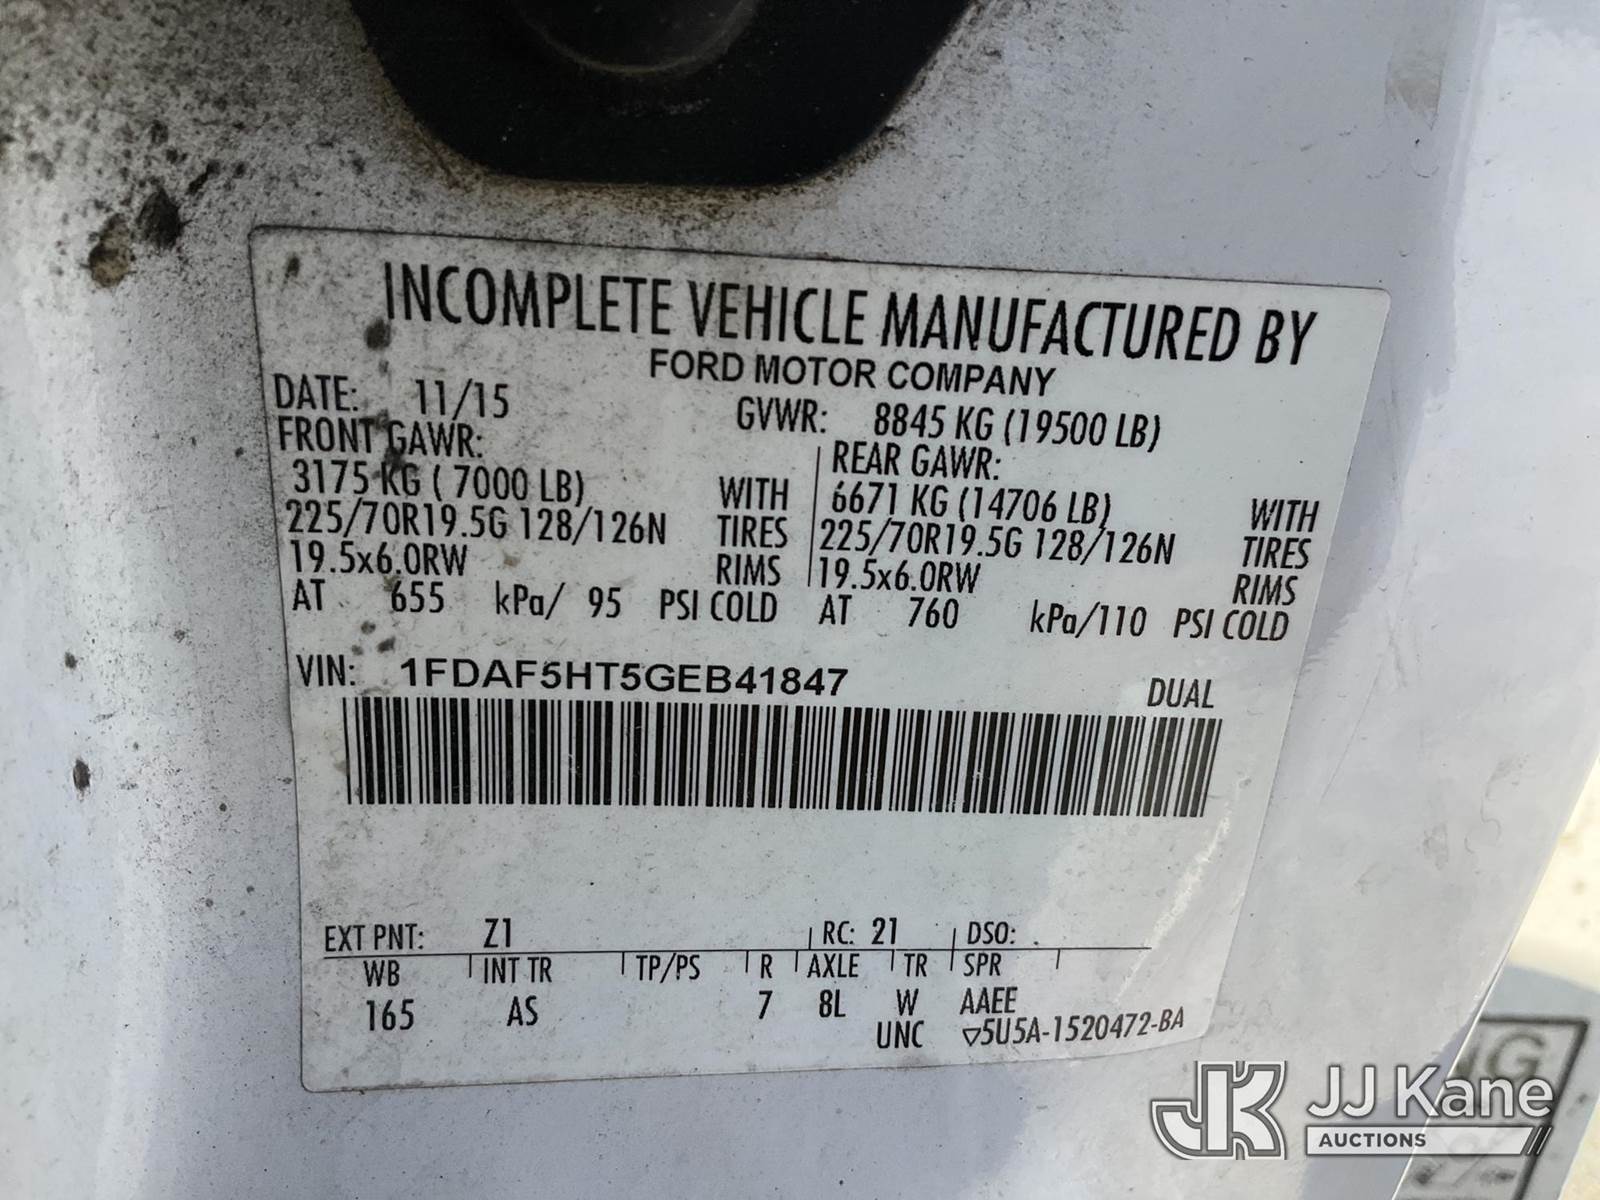 INCOMPLETE VEHICLE MANUFACTURED BY
FORD MOTOR COMPANY
DATE: 11/15 GVWR: 8845 KG (19500 LB)
FRONT GAWR: REAR GAWR:
3175 KG ( 7000 LB) WITH 6671 KG (14706 LB) WITH
225/70R19.5G 128/126N TIRES 225/70R19.5G 128/126N TIRES
19.5x6.0RW RIMS 19.5x6.0RW RIMS
AT 655 kPa/ 95 PSI COLD AT 760 kPa/110 PSI COLD
VIN: 1FDAF5HT5GEB41847 DUAL
EXT PNT: Z1 RC: 21 DSO:
WB INT TR TP/PS R AXLE TR SPR
165 AS 7 8L W AAEE
UNC ▽5U5A-1520472-BA
JK JJ Kane
AUCTIONS